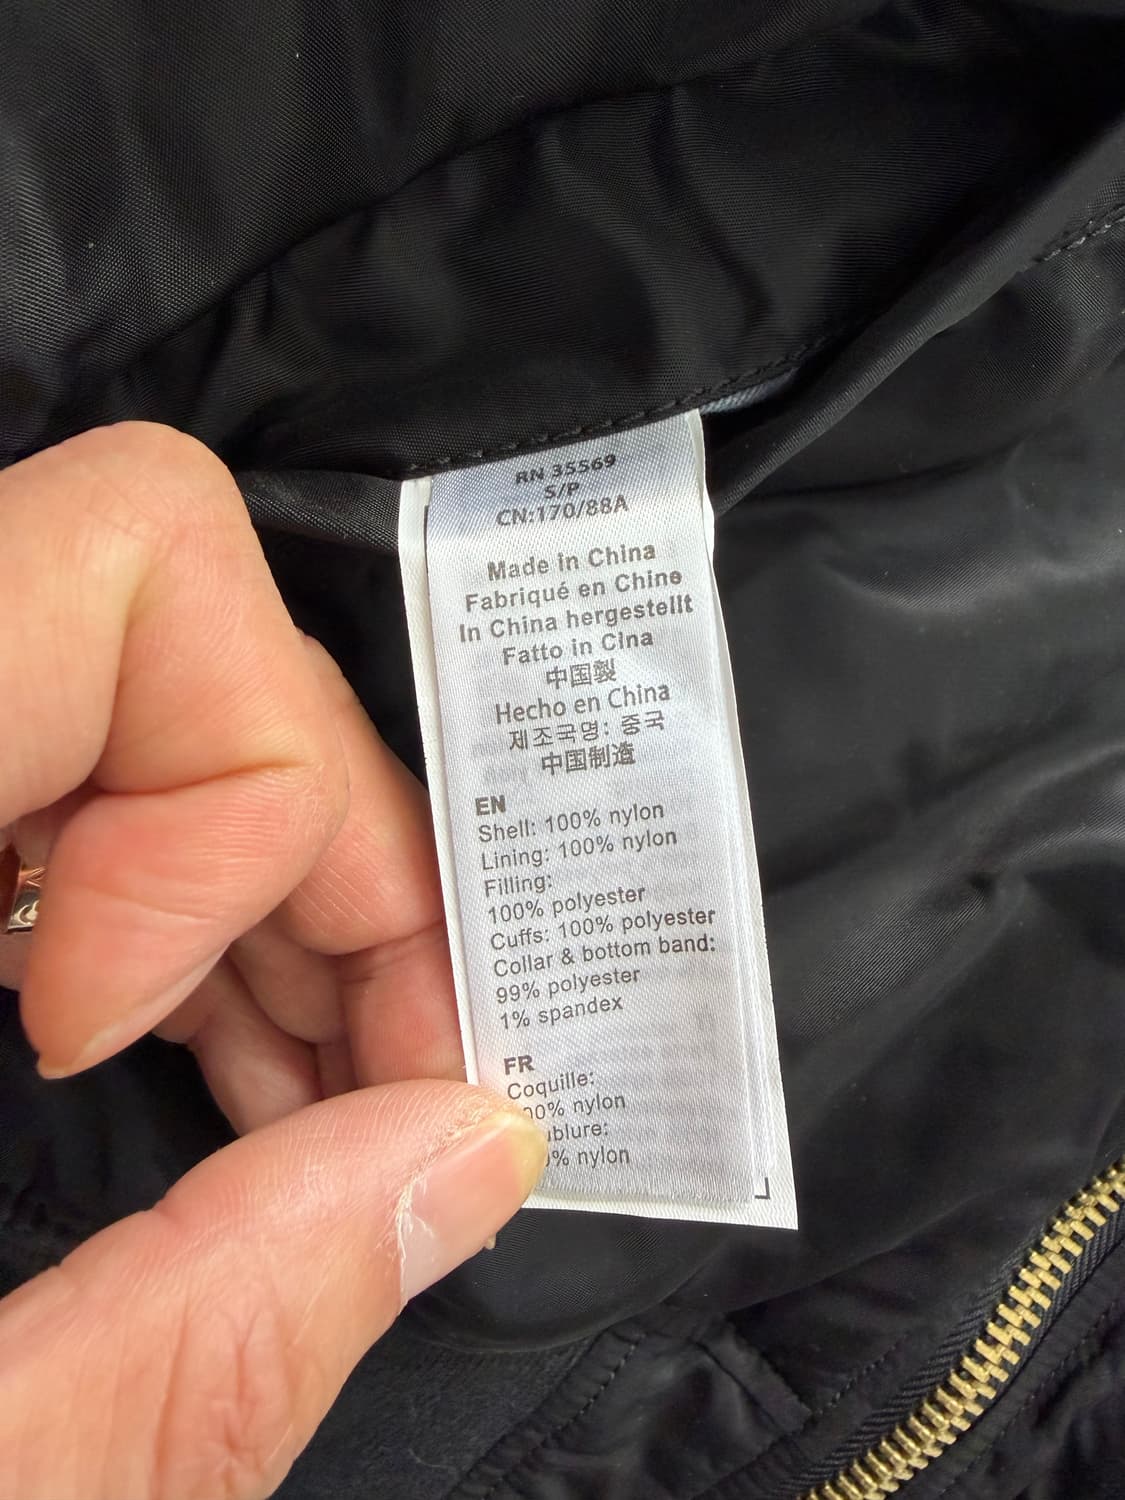 RN 35569
S/P
CN:170/88A
Made in China
Fabriqué en Chine
In China hergestellt
Fatto in Cina
中国製
Hecho en China
제조국명: 중국
中国制造
EN
Shell: 100% nylon
Lining: 100% nylon
Filling:
100% polyester
Cuffs: 100% polyester
Collar & bottom band:
99% polyester
1% spandex
FR
Coquille:
nylon
nylon